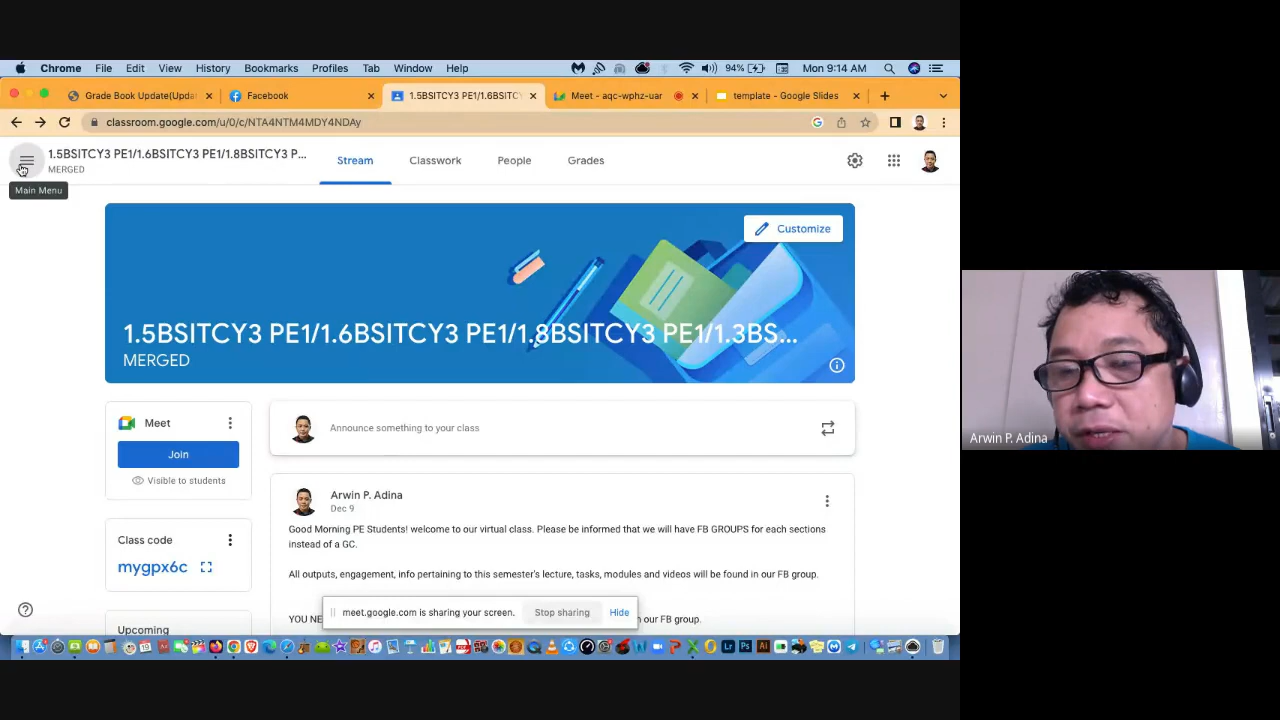 Chrome File Edit View History Bookmarks Profiles Tab Window Help 94% Mon 9:14 AM
Grade Book Update(Upda Facebook 1.5BSITCY3 PE1/1.6BSITCY Meet - aqc-wphz-uar template - Google Slides
classroom.google.com/u/0/c/NTA4NTM4MDY4NDAy
1.5BSITCY3 PE1/1.6BSITCY3 PE1/1.8BSITCY3 P...
MERGED
Stream Classwork People Grades
Main Menu
Customize
1.5BSITCY3 PE1/1.6BSITCY3 PE1/1.8BSITCY3 PE1/1.3BS...
MERGED
Meet
Join
Visible to students
Announce something to your class
Class code
mygpx6c
Upcoming
Arwin P. Adina
Dec 9
Good Morning PE Students! welcome to our virtual class. Please be informed that we will have FB GROUPS for each sections
instead of a GC.
All outputs, engagement, info pertaining to this semester's lecture, tasks, modules and videos will be found in our FB group.
YOU NE our FB group.
meet.google.com is sharing your screen. Stop sharing Hide
Arwin P. Adina